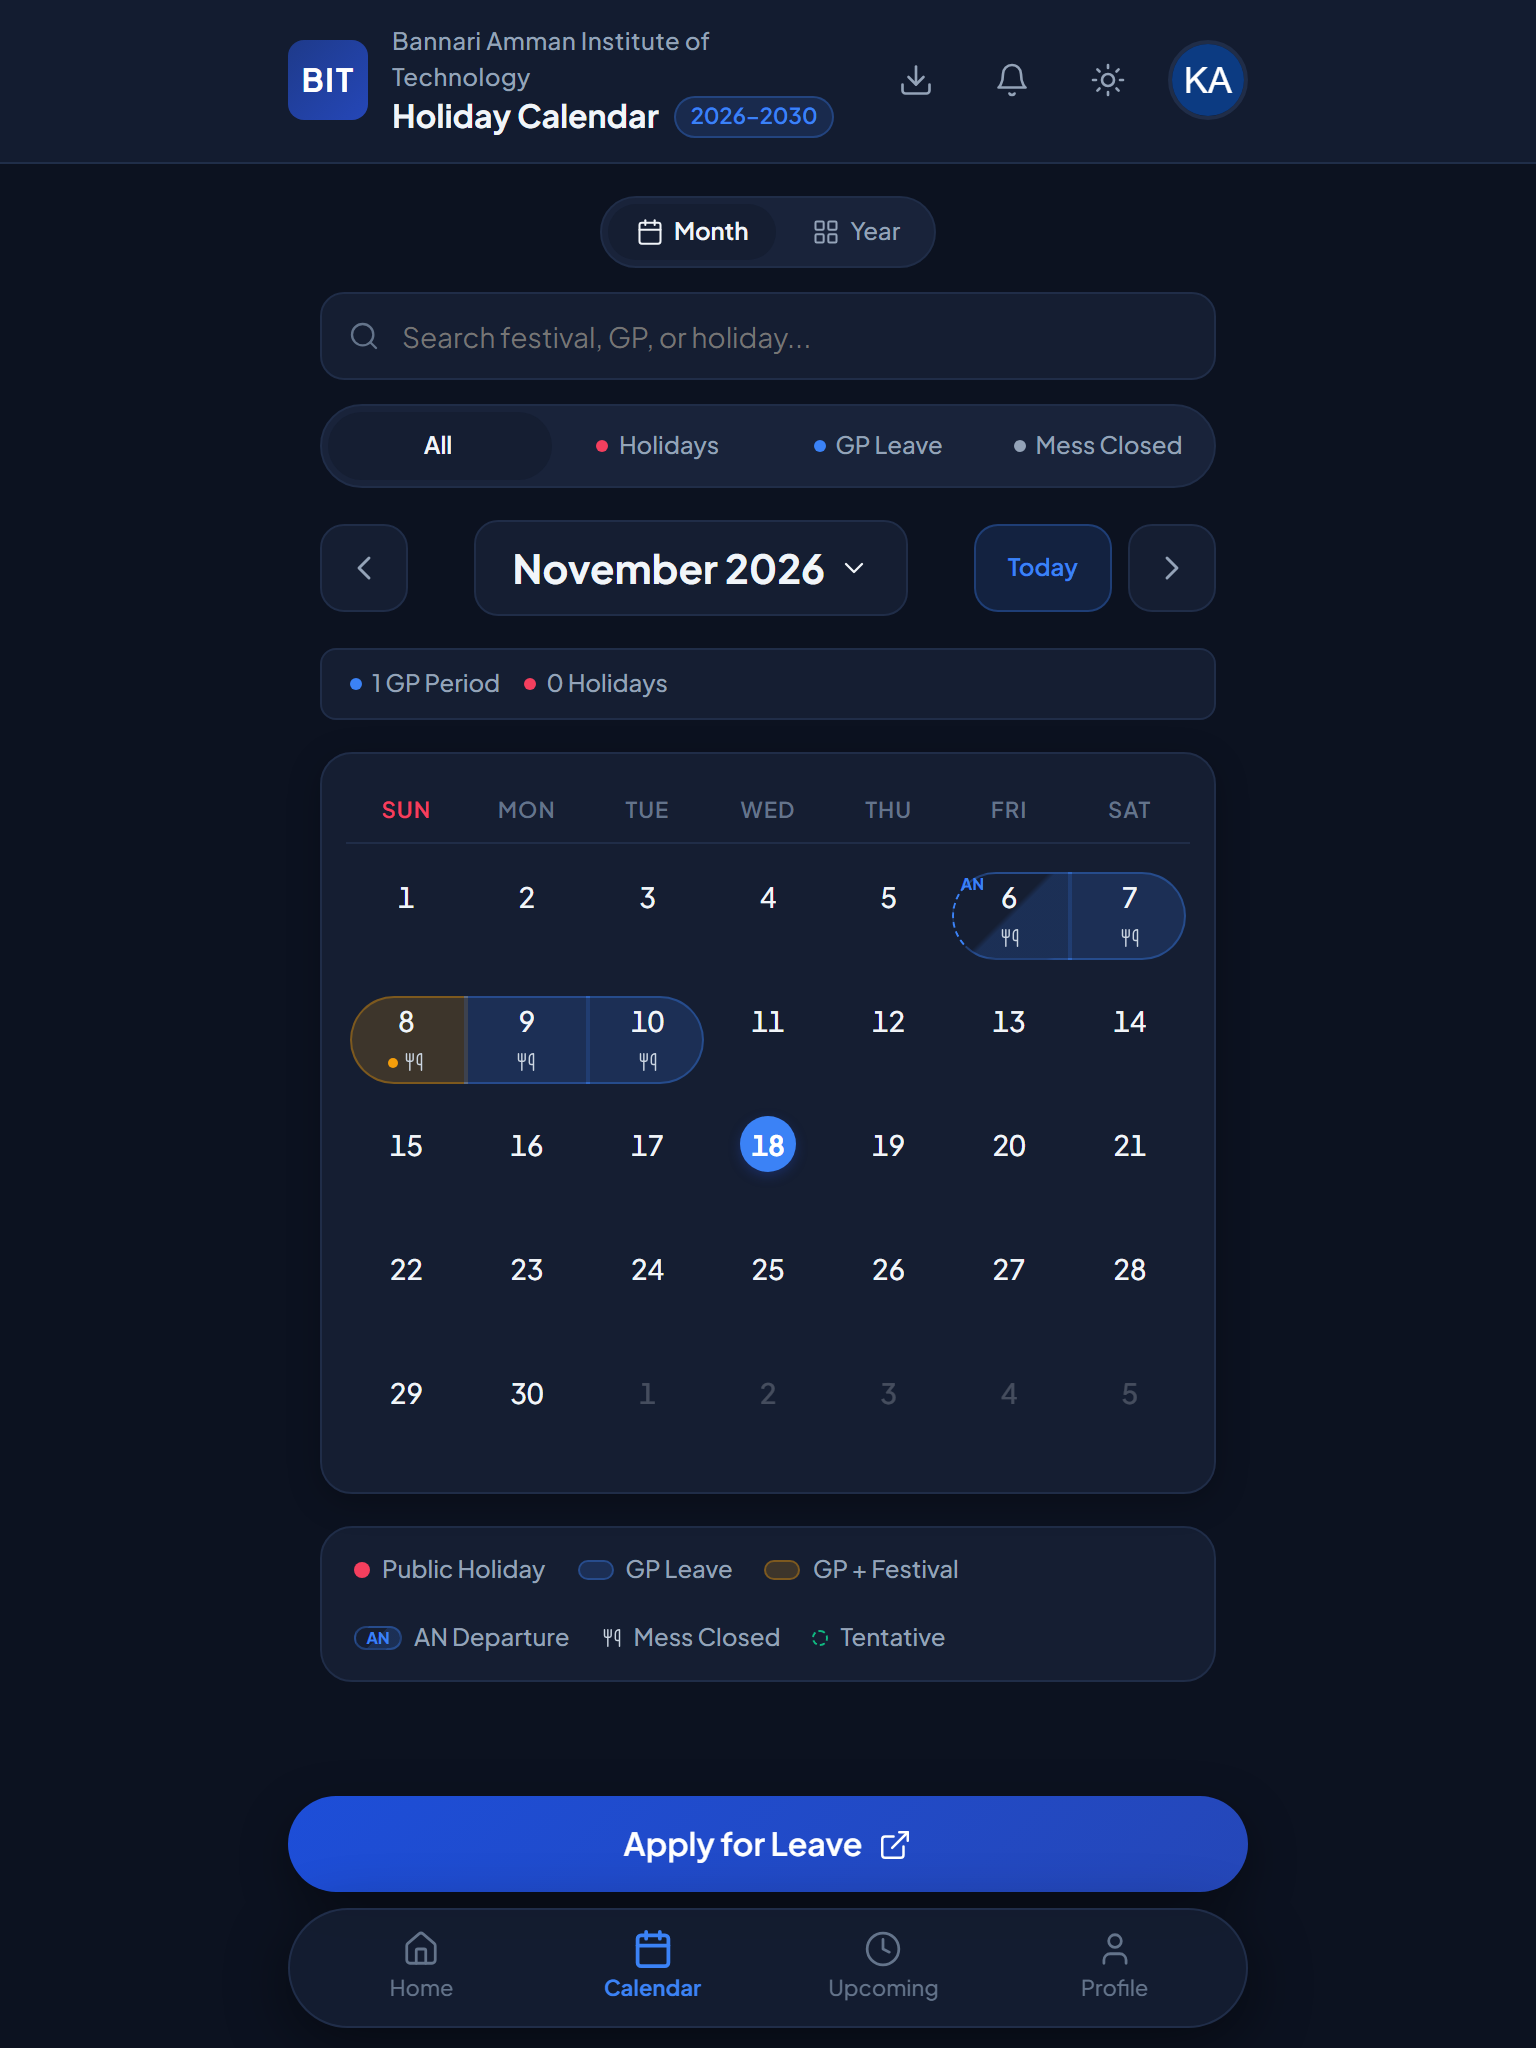 BIT
Bannari Amman Institute of
Technology
Holiday Calendar 2026–2030
KA
Month Year
Search festival, GP, or holiday...
All Holidays GP Leave Mess Closed
November 2026 Today
1 GP Period 0 Holidays
SUN MON TUE WED THU FRI SAT
1 2 3 4 5 AN 6 7
8 9 10 11 12 13 14
15 16 17 18 19 20 21
22 23 24 25 26 27 28
29 30 1 2 3 4 5
Public Holiday GP Leave GP + Festival
AN AN Departure Mess Closed Tentative
Apply for Leave
Home Calendar Upcoming Profile